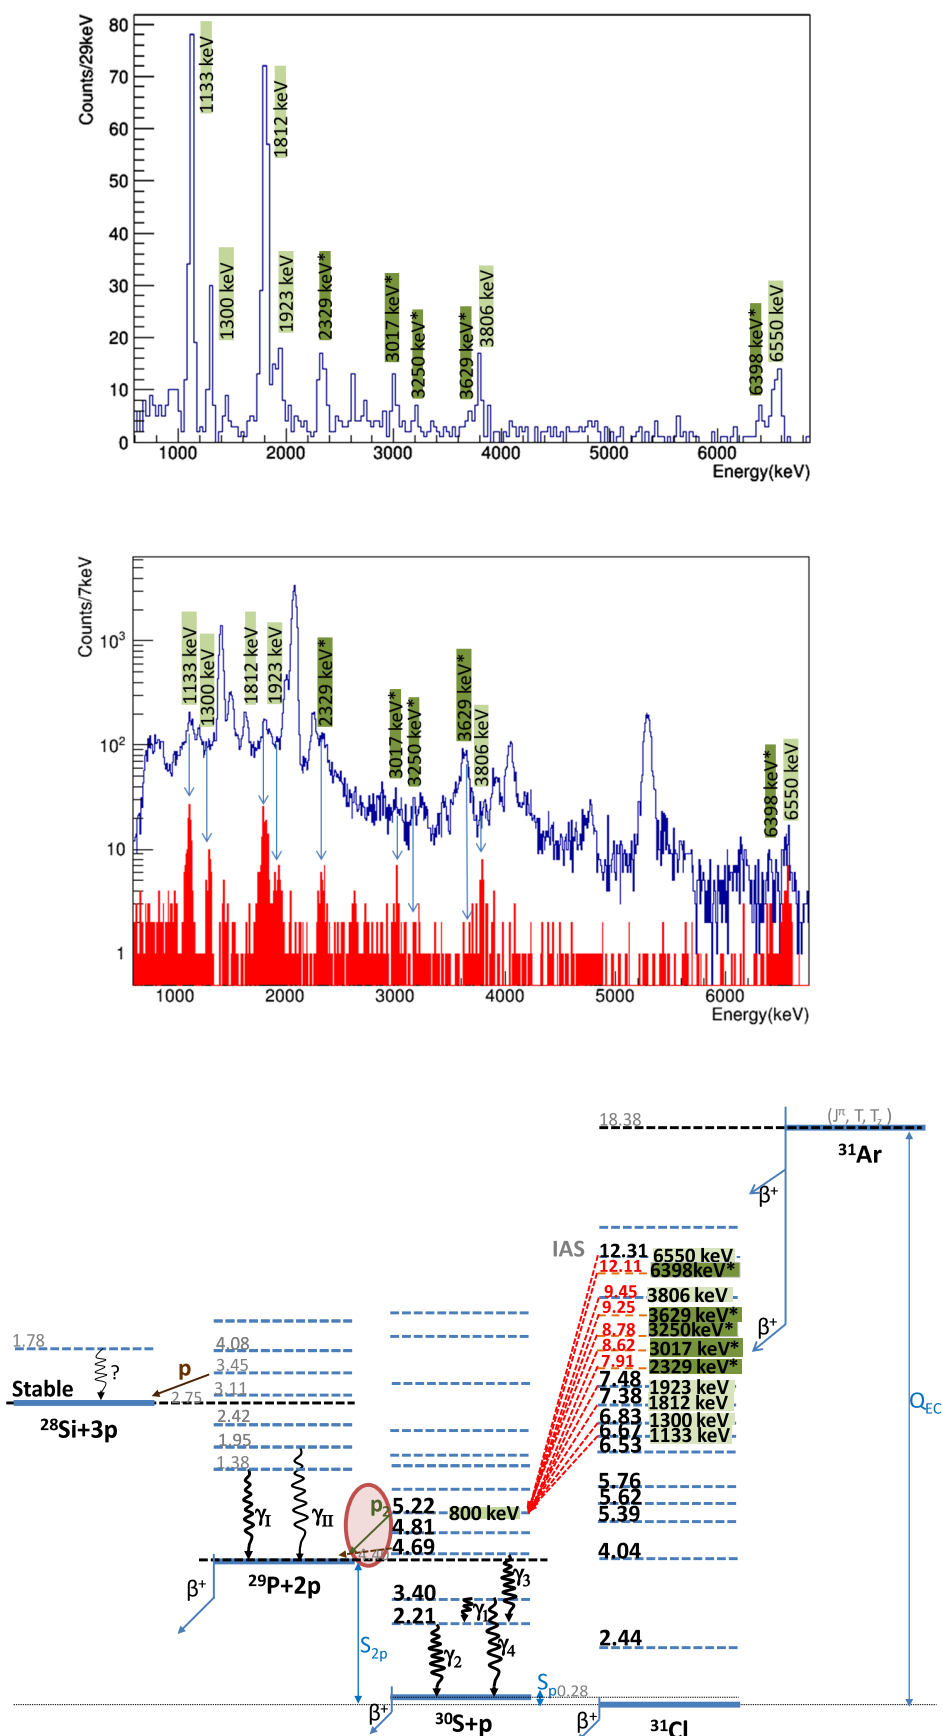 80
70
60
50
40
30
20
10
0
Counts/29keV
1133 keV
1300 keV
1812 keV
1923 keV
2329 keV*
3017 keV*
3250 keV*
3629 keV*
3806 keV
6398 keV*
6550 keV
1000 2000 3000 4000 5000 6000
Energy(keV)
Counts/7keV
10³
10²
10
1
1133 keV
1300 keV
1812 keV
1923 keV
2329 keV*
3017 keV*
3250 keV*
3629 keV*
3806 keV
6398 keV*
6550 keV
1000 2000 3000 4000 5000 6000
Energy(keV)
18.38
(Jπ, T, Tz )
³¹Ar
β⁺
IAS
12.31 6550 keV
12.11 6398keV*
9.45 3806 keV
9.25 3629 keV*
8.78 3250keV*
8.62 3017 keV*
7.91 2329 keV*
7.48 1923 keV
7.38 1812 keV
6.83 1300 keV
6.67 1133 keV
6.53
5.76
5.62
5.39
4.04
2.44
β⁺
QEC
1.78
?
Stable
²⁸Si+3p
p
4.08
3.45
3.11
2.75
2.42
1.95
1.38
γI
γII
p2
5.22 800 keV
4.81
4.69
²⁹P+2p
β⁺
γ3
3.40
2.21
γ1
γ2
γ4
S2p
Sp 0.28
β⁺
³⁰S+p
β⁺
³¹Cl